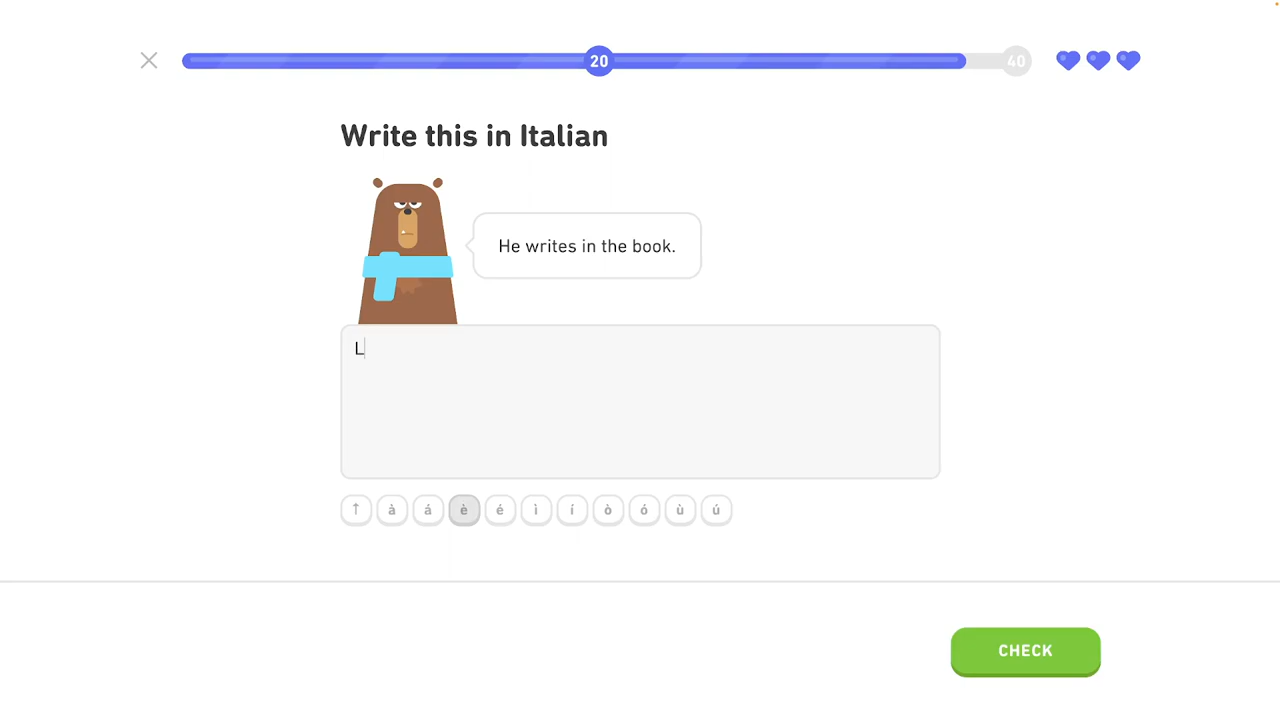 20
40
Write this in Italian
He writes in the book.
L
↑ à á è é ì í ò ó ù ú
CHECK